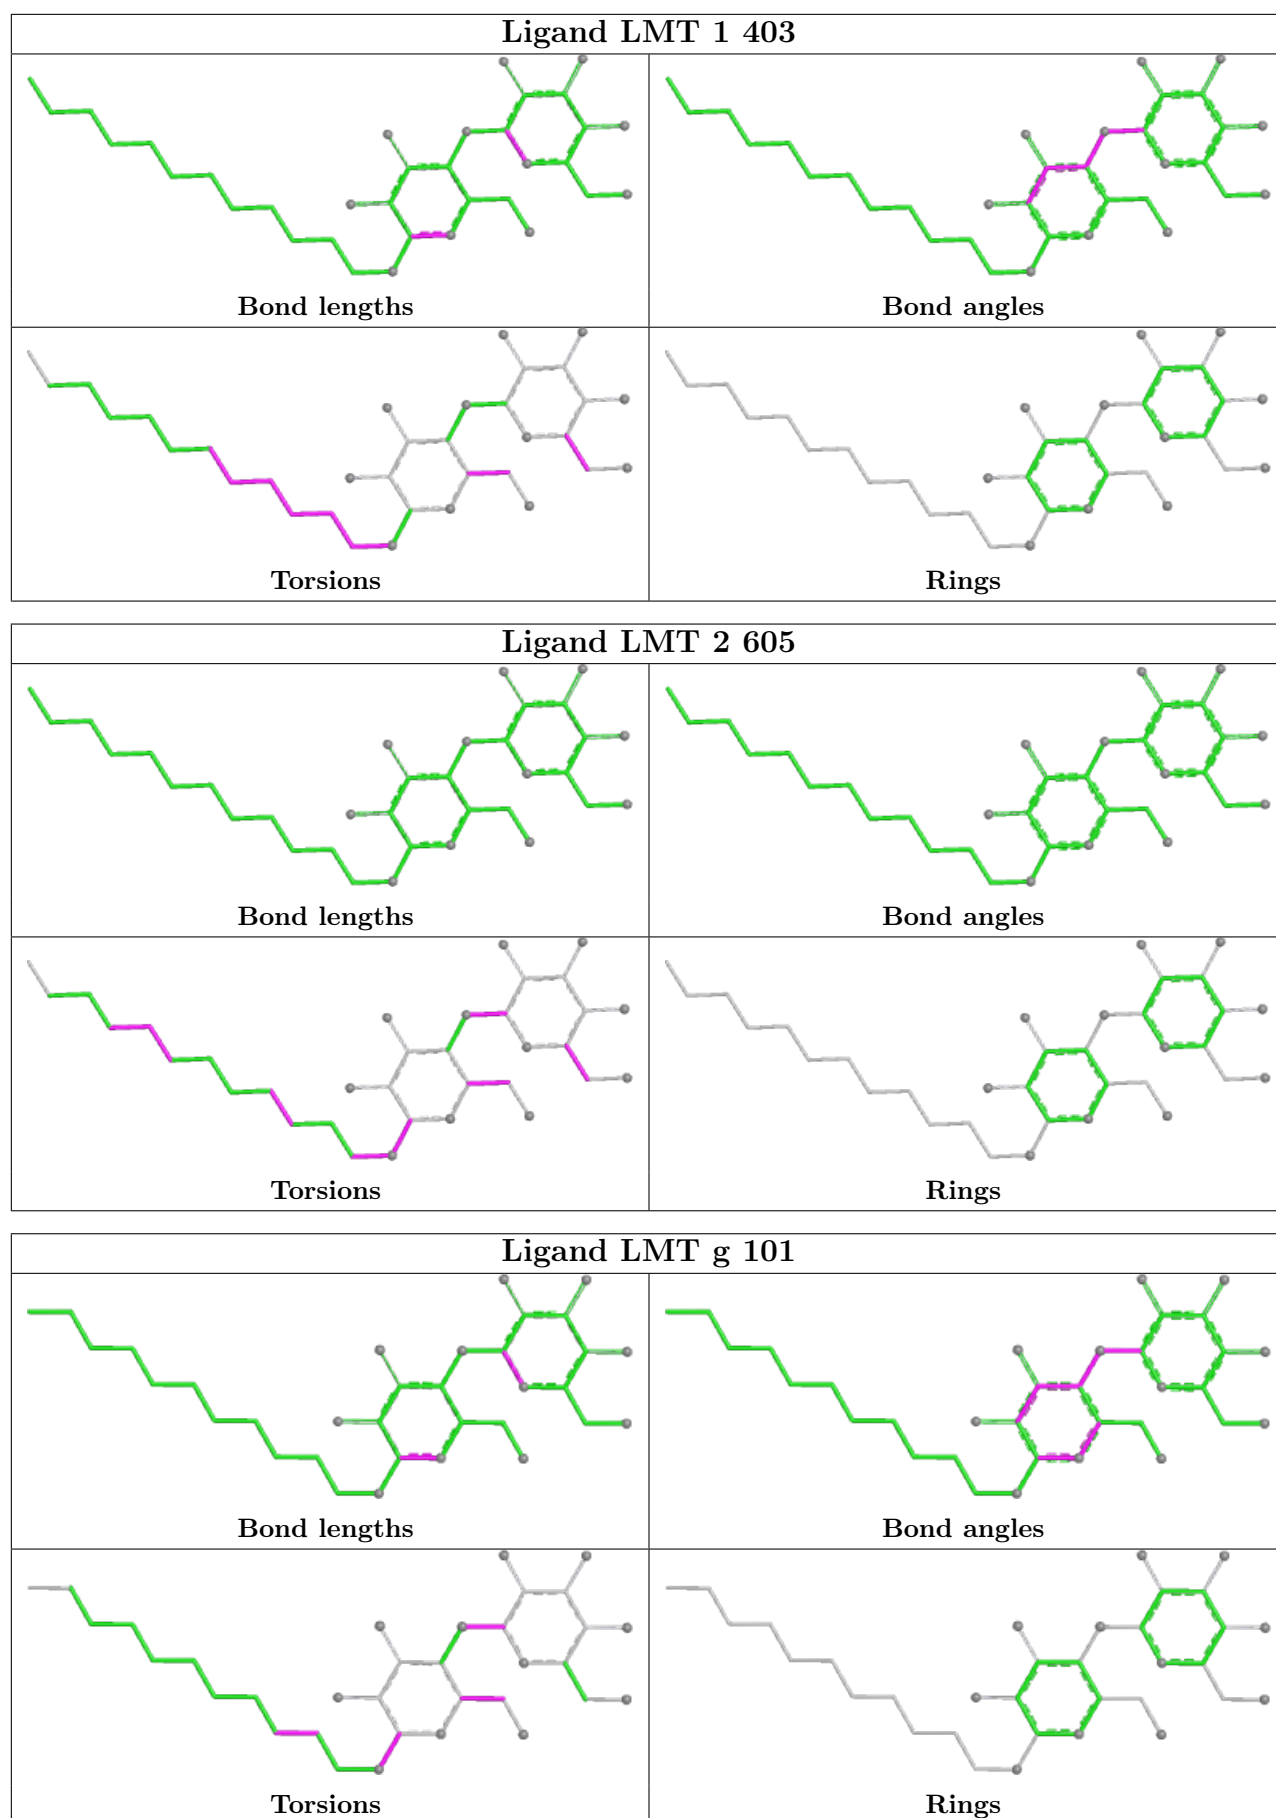 Ligand LMT 1 403
Bond lengths
Bond angles
Torsions
Rings
Ligand LMT 2 605
Bond lengths
Bond angles
Torsions
Rings
Ligand LMT g 101
Bond lengths
Bond angles
Torsions
Rings